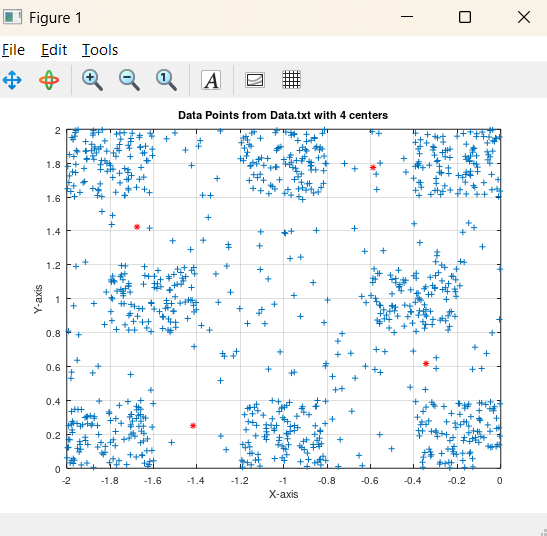 Figure 1
File Edit Tools
1 A
Data Points from Data.txt with 4 centers
2
1.8
1.6
1.4
1.2
1
0.8
0.6
0.4
0.2
0
Y-axis
-2 -1.8 -1.6 -1.4 -1.2 -1 -0.8 -0.6 -0.4 -0.2 0
X-axis